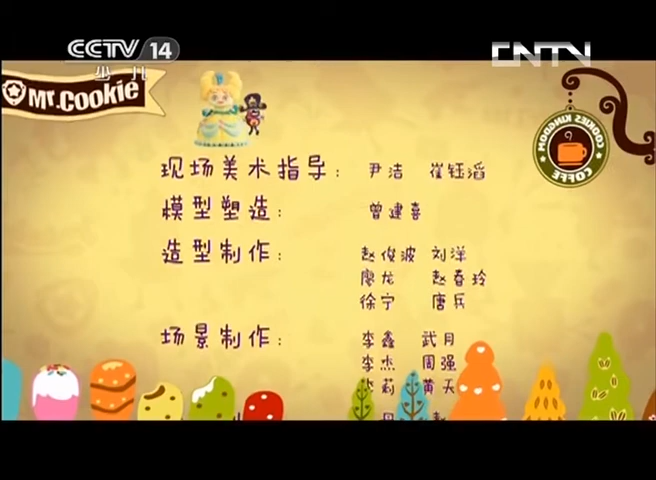 CCTV 14
少儿
CNTV
Mr.Cookie
COOKIES KINGDOM
COFFE
现场美术指导: 尹洁 崔钰滔
模型塑造: 曾建喜
造型制作: 赵俊波 刘洋
廖龙 赵春玲
徐宁 唐兵
场景制作: 李鑫 武月
李杰 周强
莉 黄天